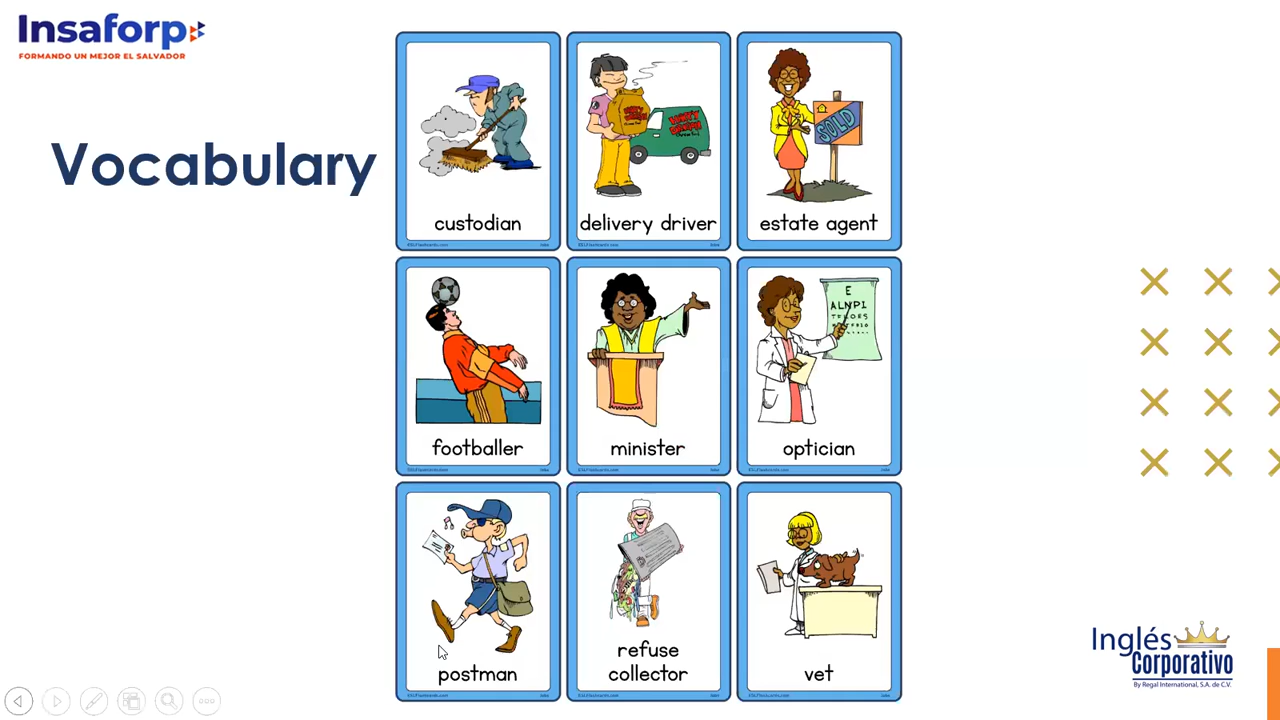 Insaforp
FORMANDO UN MEJOR EL SALVADOR
Vocabulary
custodian
delivery driver
SOLD
estate agent
footballer
minister
E
ALNPI
optician
postman
refuse
collector
vet
Inglés
Corporativo
By Regal International, S.A. de C.V.